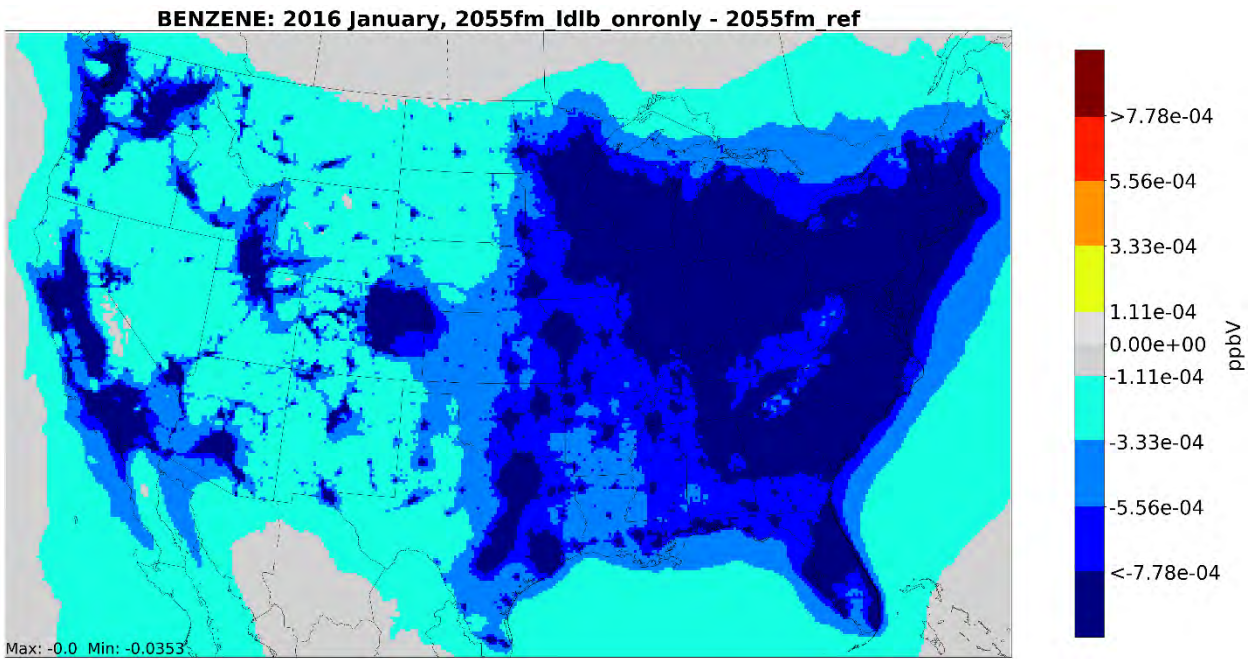 BENZENE: 2016 January, 2055fm_ldlb_onronly - 2055fm_ref
>7.78e-04
5.56e-04
3.33e-04
1.11e-04
0.00e+00
-1.11e-04
-3.33e-04
-5.56e-04
<-7.78e-04
ppbV
Max: -0.0 Min: -0.0353